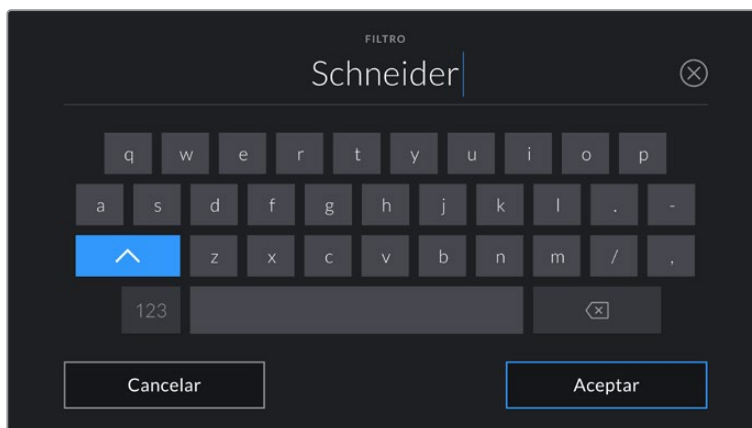 FILTRO
Schneider
q w e r t y u i o p
a s d f g h j k l . -
z x c v b n m / ,
123
Cancelar Aceptar